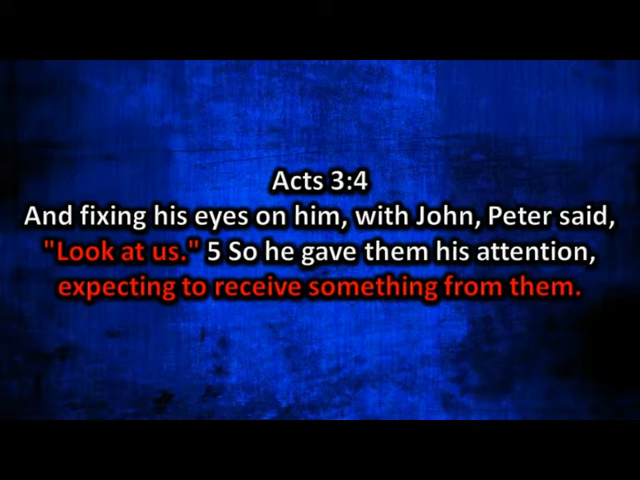 Acts 3:4
And fixing his eyes on him, with John, Peter said,
"Look at us." 5 So he gave them his attention,
expecting to receive something from them.